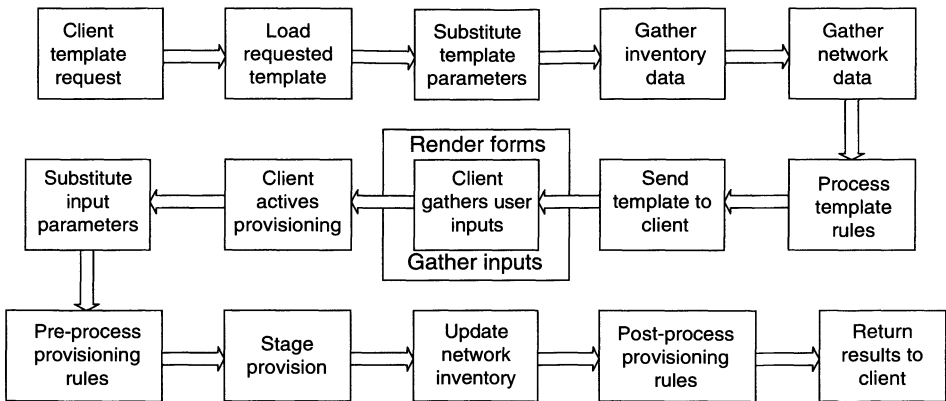 Client
template
request
Load
requested
template
Substitute
template
parameters
Gather
inventory
data
Gather
network
data
Process
template
rules
Send
template to
client
Render forms
Client
gathers user
inputs
Gather inputs
Client
actives
provisioning
Substitute
input
parameters
Pre-process
provisioning
rules
Stage
provision
Update
network
inventory
Post-process
provisioning
rules
Return
results to
client